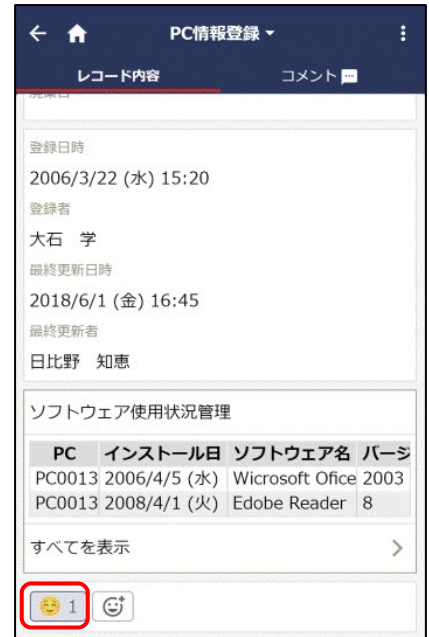 PC情報登録
レコード内容 コメント
登録日時
2006/3/22 (水) 15:20
登録者
大石 学
最終更新日時
2018/6/1 (金) 16:45
最終更新者
日比野 知恵
ソフトウェア使用状況管理
PC インストール日 ソフトウェア名 バージ
PC0013 2006/4/5 (水) Wicrosoft Ofice 2003
PC0013 2008/4/1 (火) Edobe Reader 8
すべてを表示
1